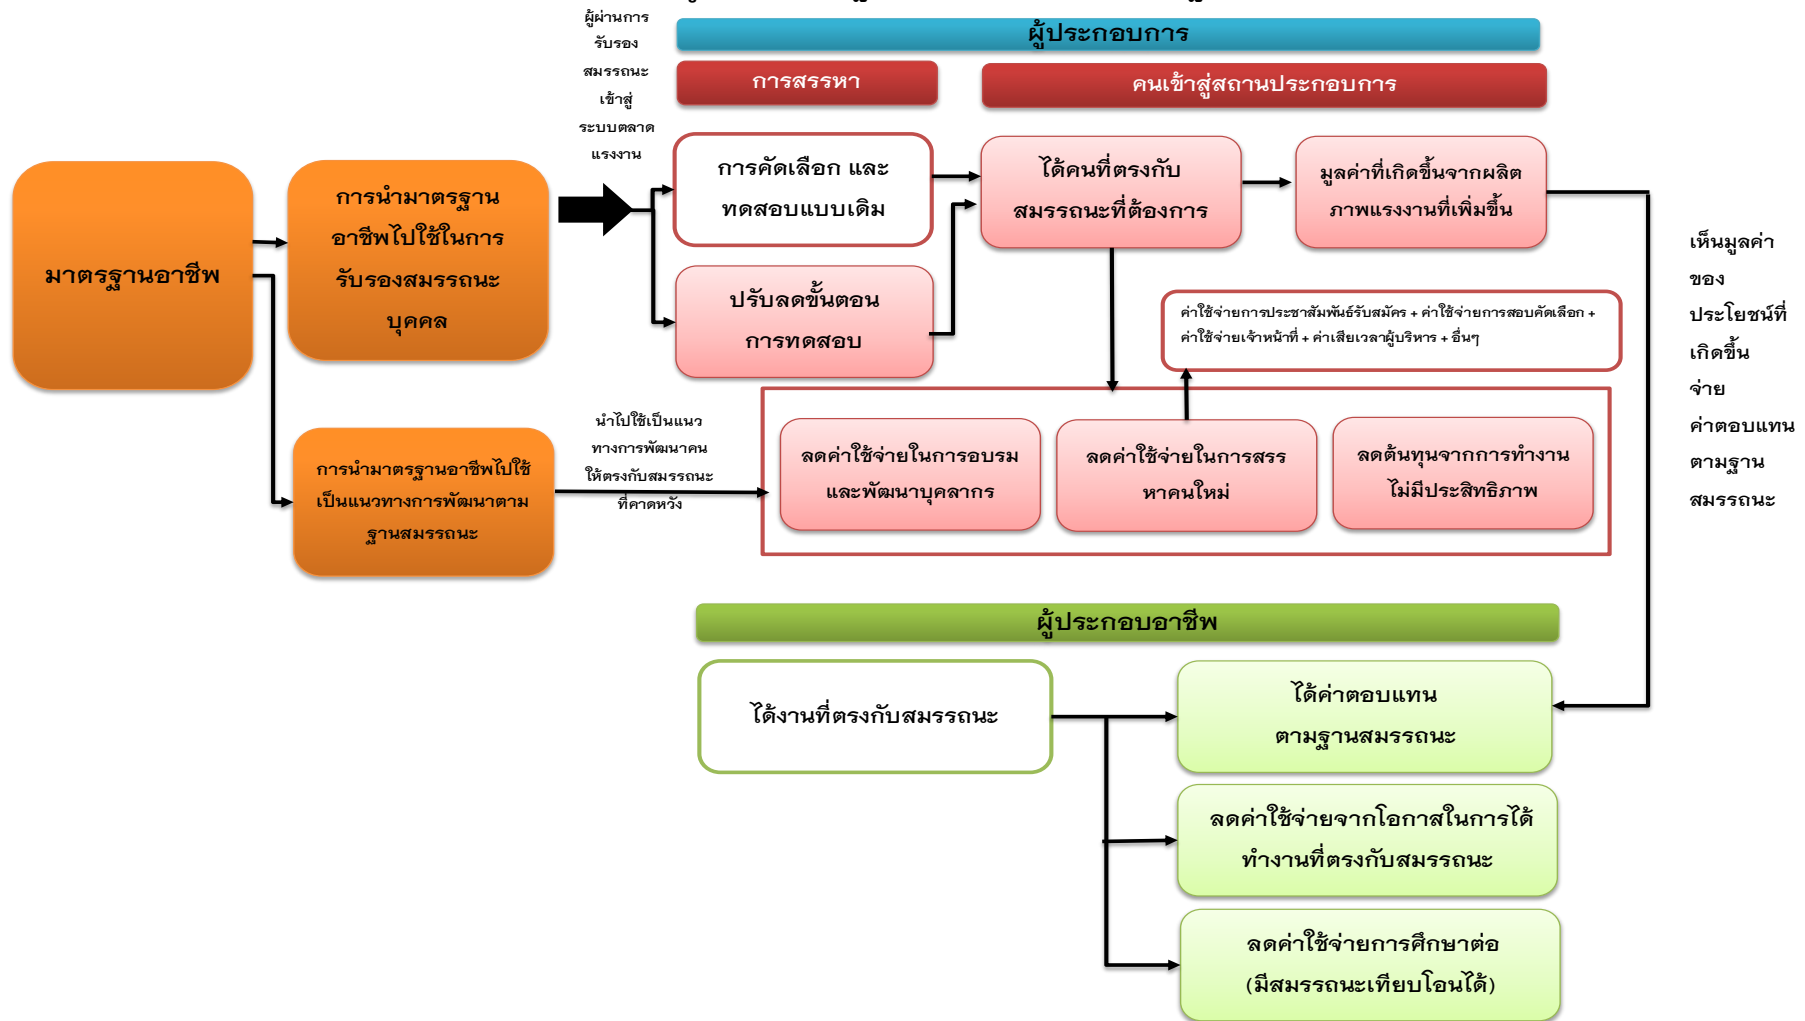 ผู้ประกอบการ
ผู้ผ่านการ
รับรอง
สมรรถนะ
เข้าสู่
ระบบตลาด
แรงงาน
การสรรหา
คนเข้าสู่สถานประกอบการ
มาตรฐานอาชีพ
การนำมาตรฐาน
อาชีพไปใช้ในการ
รับรองสมรรถนะ
บุคคล
การคัดเลือก และ
ทดสอบแบบเดิม
ได้คนที่ตรงกับ
สมรรถนะที่ต้องการ
มูลค่าที่เกิดขึ้นจากผลิต
ภาพแรงงานที่เพิ่มขึ้น
ปรับลดขั้นตอน
การทดสอบ
ค่าใช้จ่ายการประชาสัมพันธ์รับสมัคร + ค่าใช้จ่ายการสอบคัดเลือก +
ค่าใช้จ่ายเจ้าหน้าที่ + ค่าเสียเวลาผู้บริหาร + อื่นๆ
เห็นมูลค่า
ของ
ประโยชน์ที่
เกิดขึ้น
จ่าย
ค่าตอบแทน
ตามฐาน
สมรรถนะ
การนำมาตรฐานอาชีพไปใช้
เป็นแนวทางการพัฒนาตาม
ฐานสมรรถนะ
นำไปใช้เป็นแนว
ทางการพัฒนาคน
ให้ตรงกับสมรรถนะ
ที่คาดหวัง
ลดค่าใช้จ่ายในการอบรม
และพัฒนาบุคลากร
ลดค่าใช้จ่ายในการสรร
หาคนใหม่
ลดต้นทุนจากการทำงาน
ไม่มีประสิทธิภาพ
ผู้ประกอบอาชีพ
ได้งานที่ตรงกับสมรรถนะ
ได้ค่าตอบแทน
ตามฐานสมรรถนะ
ลดค่าใช้จ่ายจากโอกาสในการได้
ทำงานที่ตรงกับสมรรถนะ
ลดค่าใช้จ่ายการศึกษาต่อ
(มีสมรรถนะเทียบโอนได้)